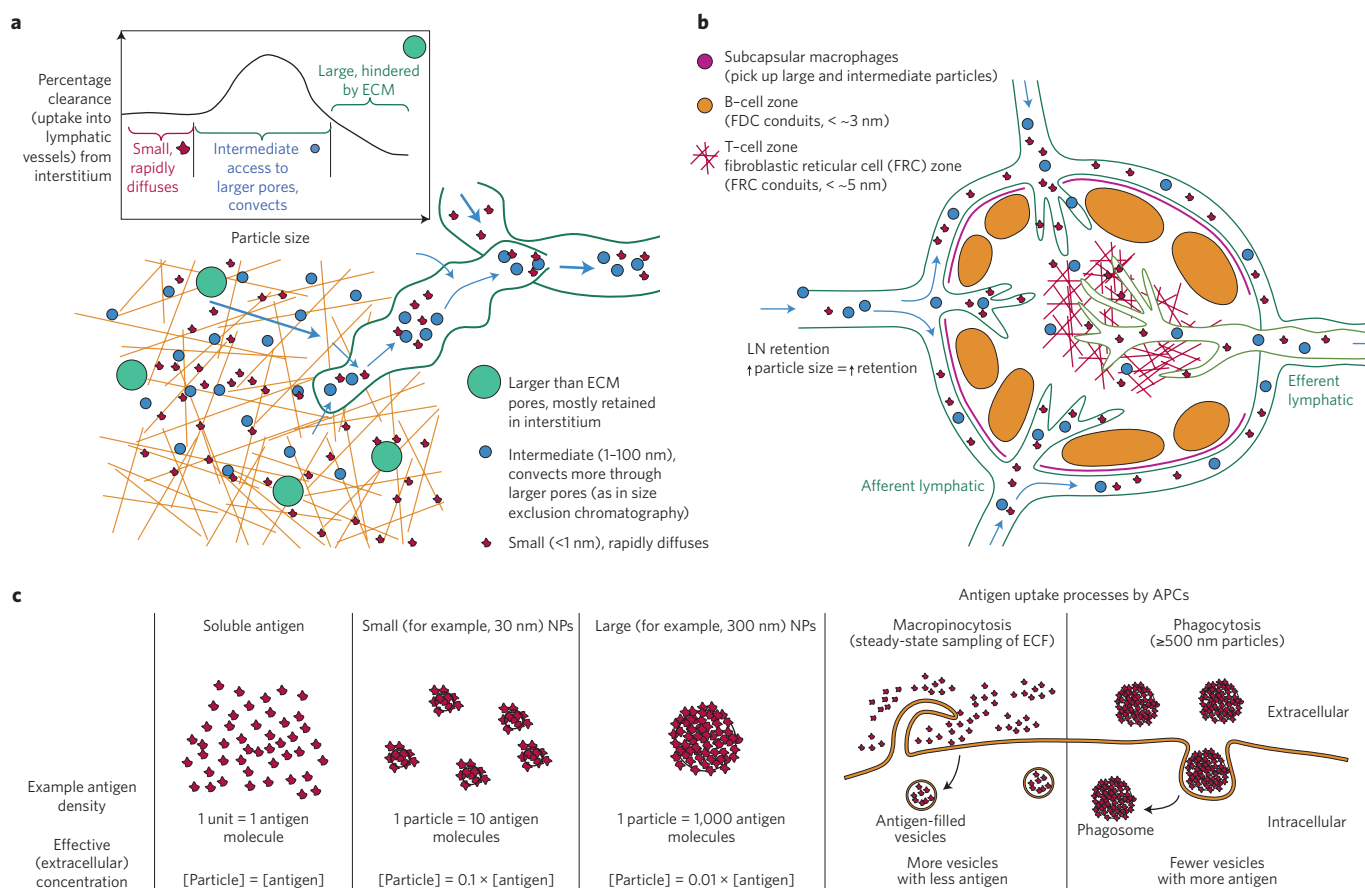 a
Percentage
clearance
(uptake into
lymphatic
vessels) from
interstitium
Large, hindered
by ECM
Small,
rapidly
diffuses
Intermediate
access to
larger pores,
convects
Particle size
Larger than ECM
pores, mostly retained
in interstitium
Intermediate (1–100 nm),
convects more through
larger pores (as in size
exclusion chromatography)
Small (<1 nm), rapidly diffuses
b
Subcapsular macrophages
(pick up large and intermediate particles)
B–cell zone
(FDC conduits, < ~3 nm)
T–cell zone
fibroblastic reticular cell (FRC) zone
(FRC conduits, < ~5 nm)
LN retention
↑ particle size = ↑ retention
Efferent
lymphatic
Afferent lymphatic
c
Antigen uptake processes by APCs
Soluble antigen
Small (for example, 30 nm) NPs
Large (for example, 300 nm) NPs
Macropinocytosis
(steady-state sampling of ECF)
Phagocytosis
(≥500 nm particles)
Extracellular
Intracellular
Antigen-filled
vesicles
Phagosome
Example antigen
density
1 unit = 1 antigen
molecule
1 particle = 10 antigen
molecules
1 particle = 1,000 antigen
molecules
Effective
(extracellular)
concentration
[Particle] = [antigen]
[Particle] = 0.1 × [antigen]
[Particle] = 0.01 × [antigen]
More vesicles
with less antigen
Fewer vesicles
with more antigen